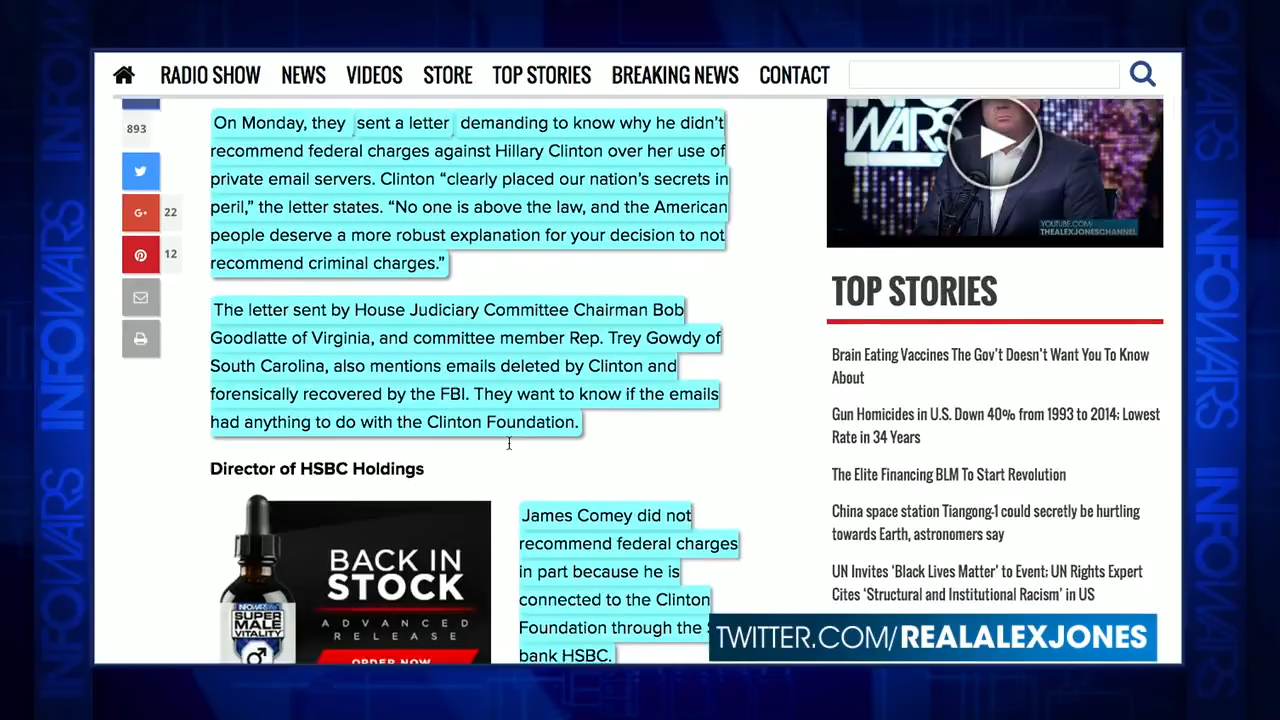 RADIO SHOW NEWS VIDEOS STORE TOP STORIES BREAKING NEWS CONTACT
893
22
12
On Monday, they sent a letter demanding to know why he didn't
recommend federal charges against Hillary Clinton over her use of
private email servers. Clinton “clearly placed our nation’s secrets in
peril,” the letter states. “No one is above the law, and the American
people deserve a more robust explanation for your decision to not
recommend criminal charges.”
The letter sent by House Judiciary Committee Chairman Bob
Goodlatte of Virginia, and committee member Rep. Trey Gowdy of
South Carolina, also mentions emails deleted by Clinton and
forensically recovered by the FBI. They want to know if the emails
had anything to do with the Clinton Foundation.
Director of HSBC Holdings
BACK IN
STOCK
ADVANCED
RELEASE
ORDER NOW
SUPER
MALE
VITALITY
James Comey did not
recommend federal charges
in part because he is
connected to the Clinton
Foundation through the
bank HSBC.
WARS
YOUTUBE.COM/
THEALEXJONESCHANNEL
TOP STORIES
Brain Eating Vaccines The Gov't Doesn't Want You To Know
About
Gun Homicides in U.S. Down 40% from 1993 to 2014; Lowest
Rate in 34 Years
The Elite Financing BLM To Start Revolution
China space station Tiangong-1 could secretly be hurtling
towards Earth, astronomers say
UN Invites 'Black Lives Matter' to Event; UN Rights Expert
Cites 'Structural and Institutional Racism' in US
TWITTER.COM/REALALEXJONES
INFOWARS
INFOWARS